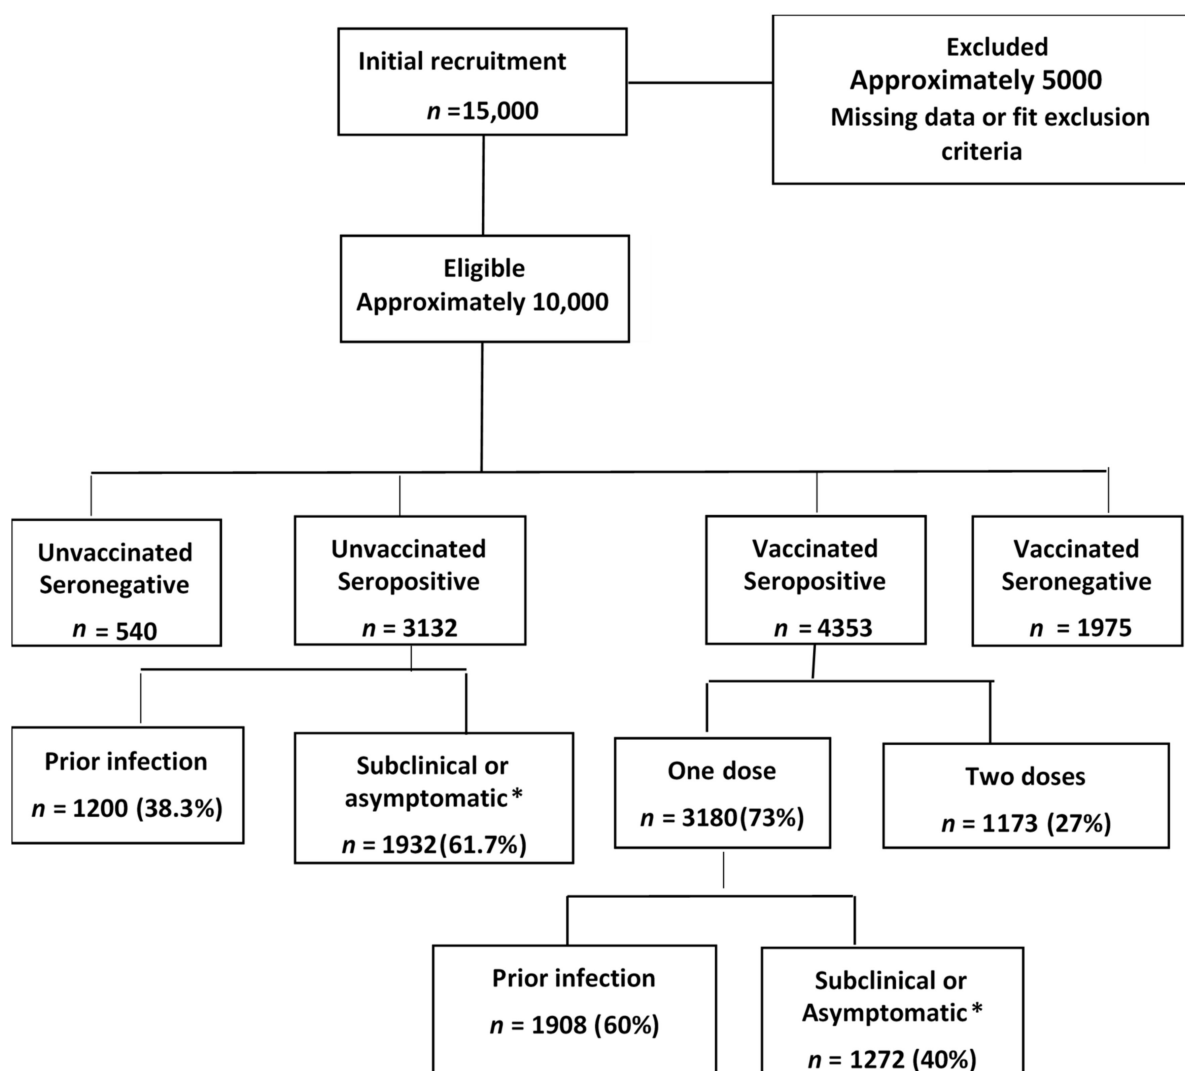 Initial recruitment
n =15,000
Excluded
Approximately 5000
Missing data or fit exclusion
criteria
Eligible
Approximately 10,000
Unvaccinated
Seronegative
n = 540
Unvaccinated
Seropositive
n = 3132
Vaccinated
Seropositive
n = 4353
Vaccinated
Seronegative
n = 1975
Prior infection
n = 1200 (38.3%)
Subclinical or
asymptomatic*
n = 1932(61.7%)
One dose
n = 3180(73%)
Two doses
n = 1173 (27%)
Prior infection
n = 1908 (60%)
Subclinical or
Asymptomatic*
n = 1272 (40%)